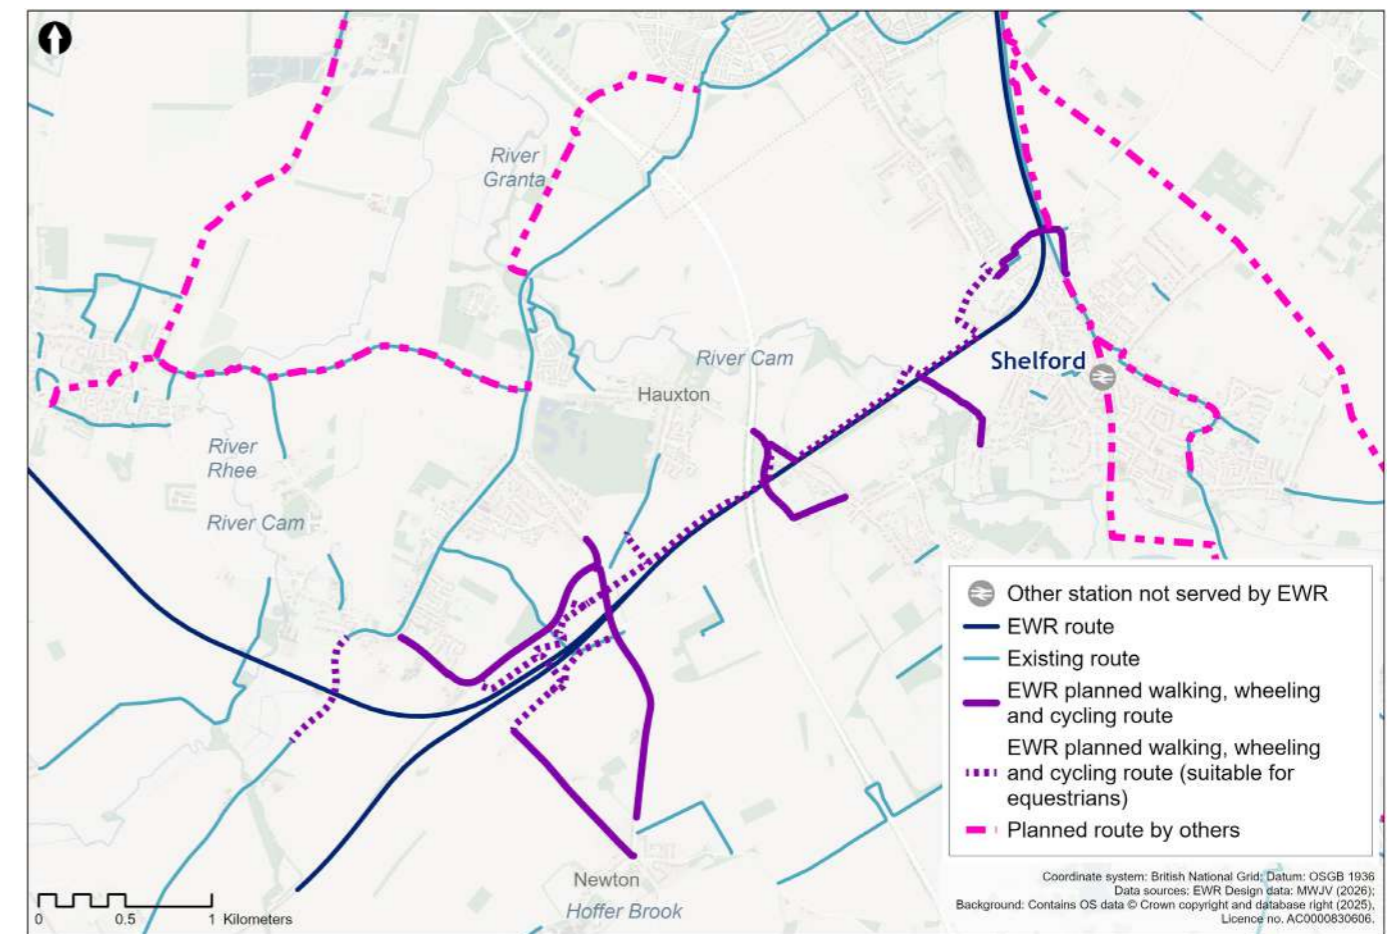 River
Granta
River Cam
Shelford
Hauxton
River
Rhee
River Cam
Other station not served by EWR
EWR route
Existing route
EWR planned walking, wheeling
and cycling route
EWR planned walking, wheeling
and cycling route (suitable for
equestrians)
Planned route by others
Newton
Hoffer Brook
0 0.5 1 Kilometers
Coordinate system: British National Grid; Datum: OSGB 1936
Data sources: EWR Design data: MWJV (2026);
Background: Contains OS data © Crown copyright and database right (2025),
Licence no. AC0000830606.